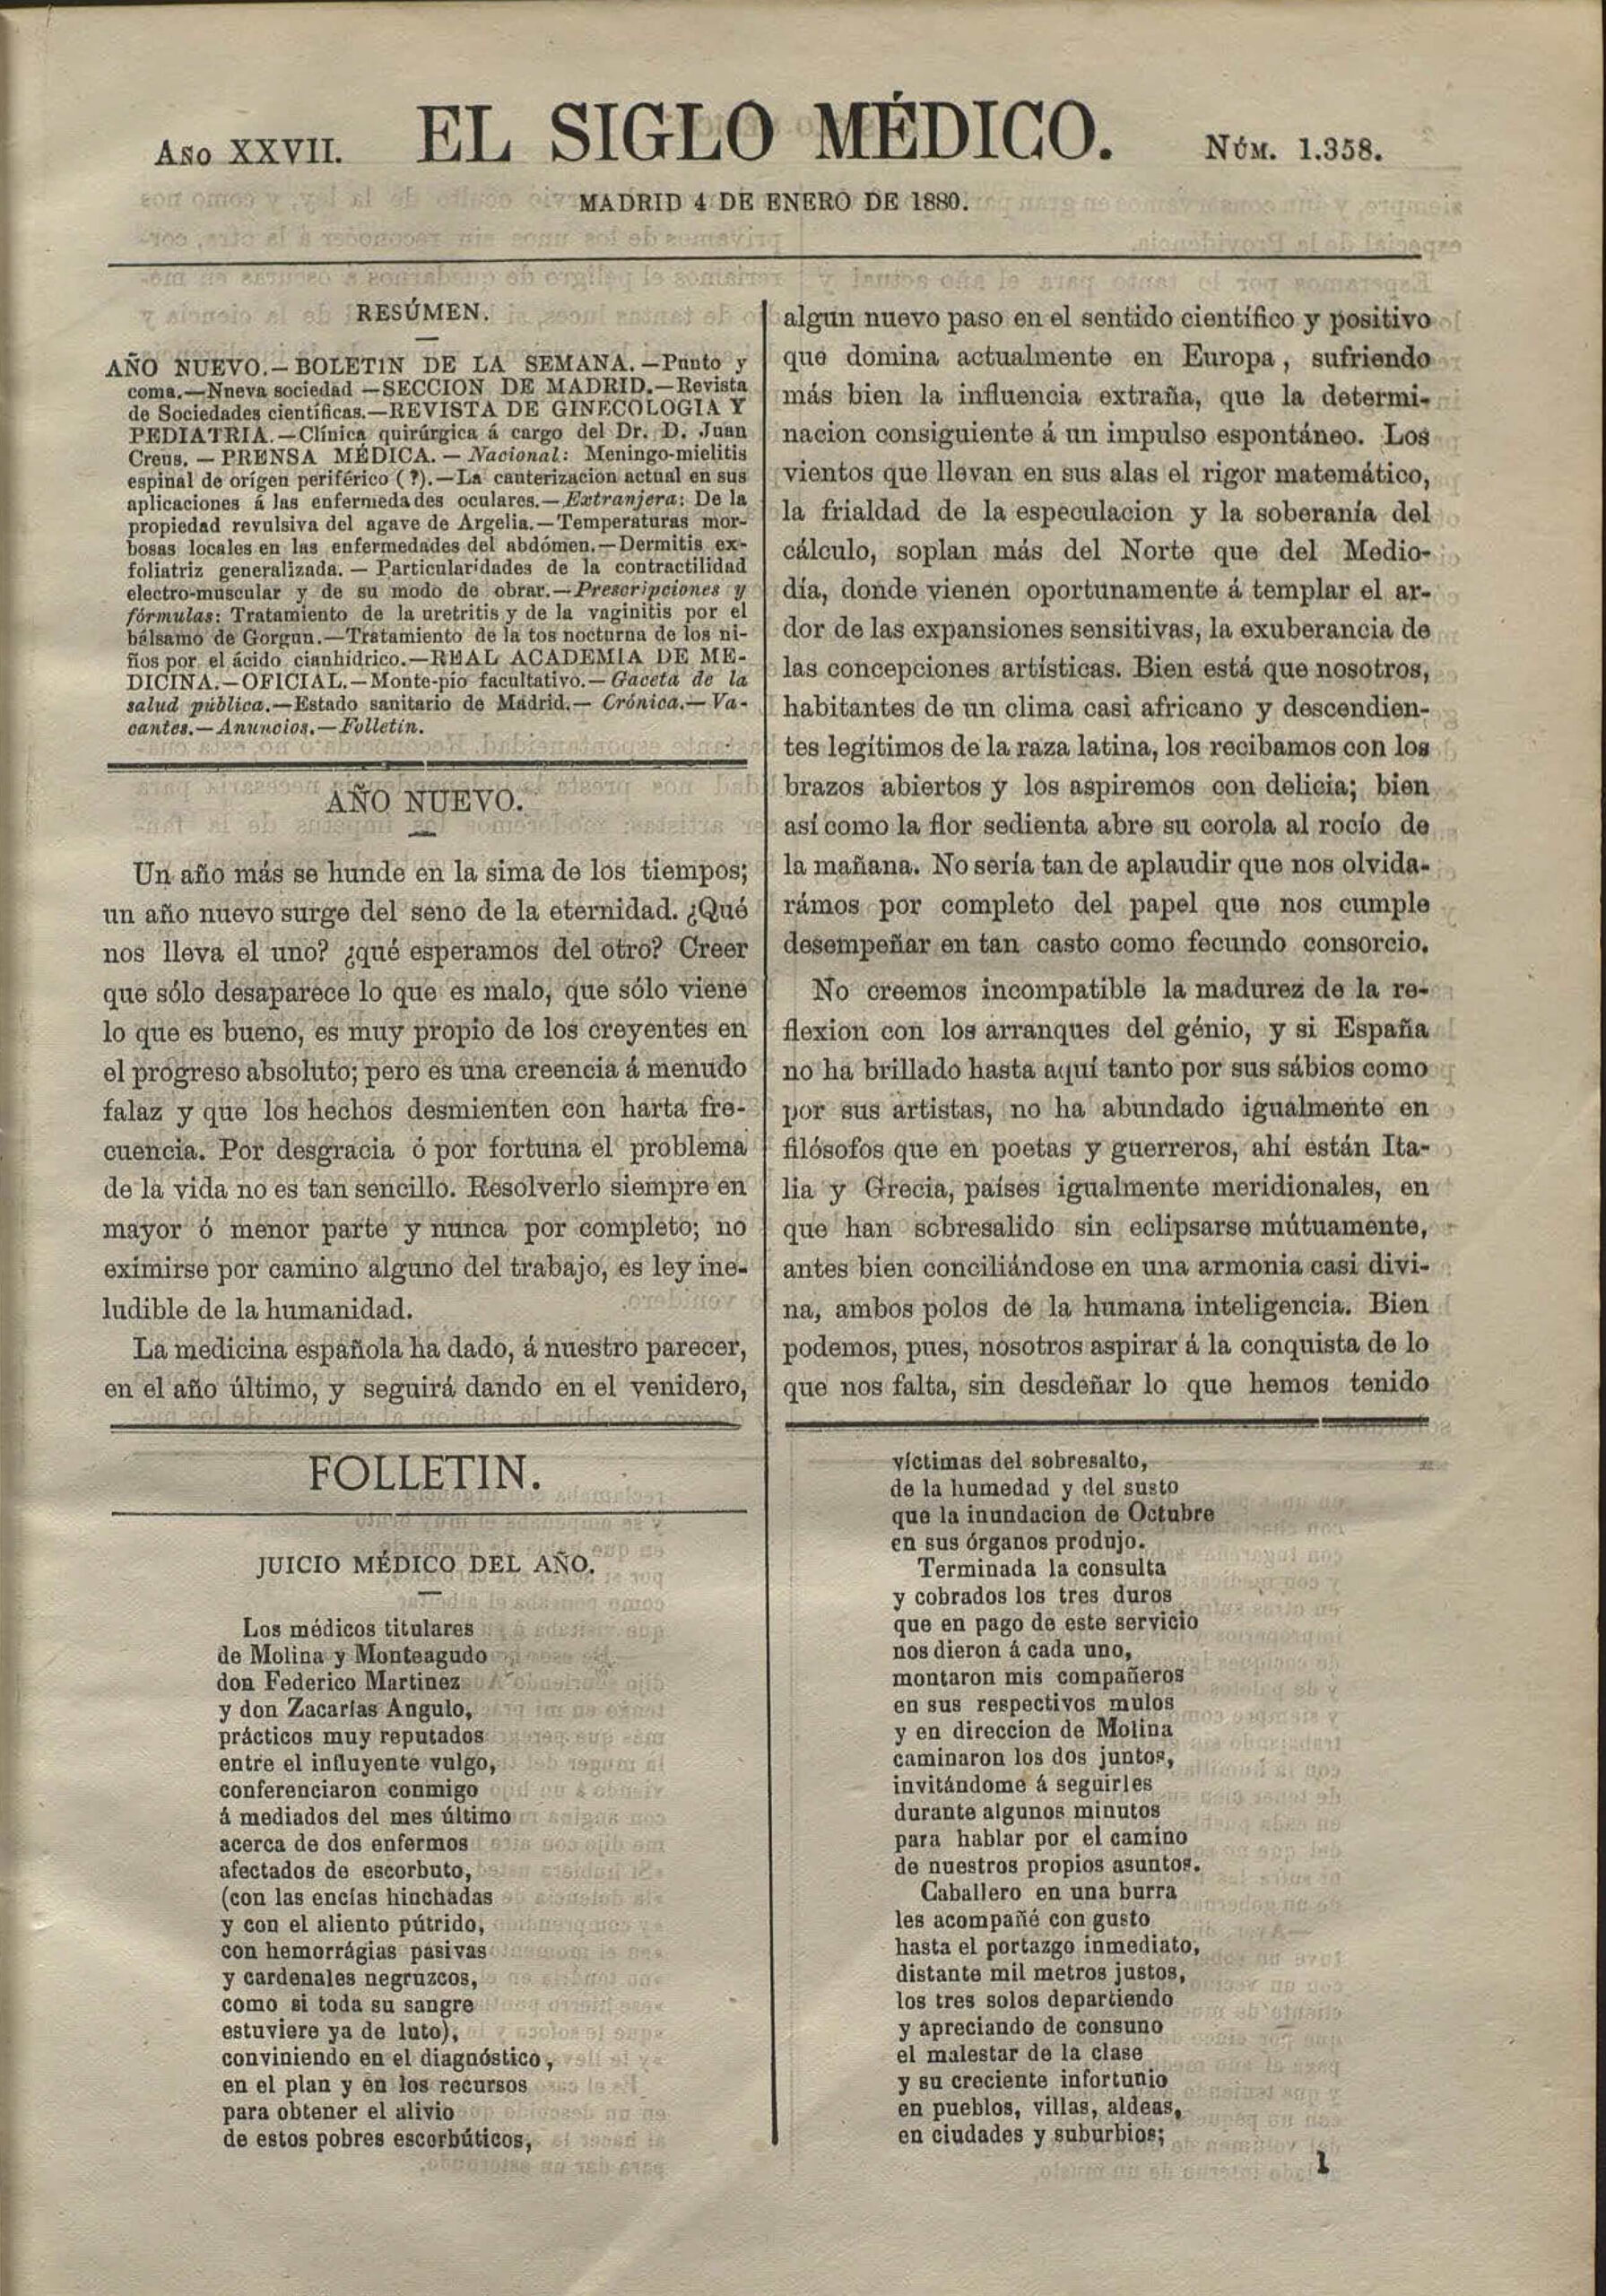 Año XXVII.
EL SIGLO MÉDICO.
Núm. 1.358.
MADRID 4 DE ENERO DE 1880.
RESÚMEN.
AÑO NUEVO.—BOLETIN DE LA SEMANA.—Punto y
coma.—Nneva sociedad —SECCION DE MADRID.—Revista
de Sociedades científicas.—REVISTA DE GINECOLOGIA Y
PEDIATRIA.—Clínica quirúrgica á cargo del Dr. D. Juan
Creus. — PRENSA MÉDICA. — Nacional: Meningo-mielitis
espinal de orígen periférico (?).—La cauterizacion actual en sus
aplicaciones á las enfermedades oculares.—Extranjera: De la
propiedad revulsiva del agave de Argelia.—Temperaturas mor-
bosas locales en las enfermedades del abdómen.—Dermitis ex-
foliatriz generalizada. — Particularidades de la contractilidad
electro-muscular y de su modo de obrar.—Prescripciones y
fórmulas: Tratamiento de la uretritis y de la vaginitis por el
bálsamo de Gorgun.—Tratamiento de la tos nocturna de los ni-
ños por el ácido cianhídrico.—REAL ACADEMIA DE ME-
DICINA.—OFICIAL.—Monte-pío facultativo.—Gaceta de la
salud pública.—Estado sanitario de Madrid.— Crónica.— Va-
cantes.—Anuncios.—Folletin.
AÑO NUEVO.
Un año más se hunde en la sima de los tiempos;
un año nuevo surge del seno de la eternidad. ¿Qué
nos lleva el uno? ¿qué esperamos del otro? Creer
que sólo desaparece lo que es malo, que sólo viene
lo que es bueno, es muy propio de los creyentes en
el progreso absoluto; pero es una creencia á menudo
falaz y que los hechos desmienten con harta fre-
cuencia. Por desgracia ó por fortuna el problema
de la vida no es tan sencillo. Resolverlo siempre en
mayor ó menor parte y nunca por completo; no
eximirse por camino alguno del trabajo, es ley ine-
ludible de la humanidad.
La medicina española ha dado, á nuestro parecer,
en el año último, y seguirá dando en el venidero,
algun nuevo paso en el sentido científico y positivo
que domina actualmente en Europa, sufriendo
más bien la influencia extraña, que la determi-
nacion consiguiente á un impulso espontáneo. Los
vientos que llevan en sus alas el rigor matemático,
la frialdad de la especulacion y la soberanía del
cálculo, soplan más del Norte que del Medio-
día, donde vienen oportunamente á templar el ar-
dor de las expansiones sensitivas, la exuberancia de
las concepciones artísticas. Bien está que nosotros,
habitantes de un clima casi africano y descendien-
tes legítimos de la raza latina, los recibamos con los
brazos abiertos y los aspiremos con delicia; bien
así como la flor sedienta abre su corola al rocío de
la mañana. No sería tan de aplaudir que nos olvida-
rámos por completo del papel que nos cumple
desempeñar en tan casto como fecundo consorcio.
No creemos incompatible la madurez de la re-
flexion con los arranques del génio, y si España
no ha brillado hasta aquí tanto por sus sábios como
por sus artistas, no ha abundado igualmente en
filósofos que en poetas y guerreros, ahí están Ita-
lia y Grecia, países igualmente meridionales, en
que han sobresalido sin eclipsarse mútuamente,
antes bien conciliándose en una armonia casi divi-
na, ambos polos de la humana inteligencia. Bien
podemos, pues, nosotros aspirar á la conquista de lo
que nos falta, sin desdeñar lo que hemos tenido
FOLLETIN.
JUICIO MÉDICO DEL AÑO.
Los médicos titulares
de Molina y Monteagudo
don Federico Martinez
y don Zacarías Angulo,
prácticos muy reputados
entre el influyente vulgo,
conferenciaron conmigo
á mediados del mes último
acerca de dos enfermos
afectados de escorbuto,
(con las encías hinchadas
y con el aliento pútrido,
con hemorrágias pasivas
y cardenales negruzcos,
como si toda su sangre
estuviere ya de luto),
conviniendo en el diagnóstico,
en el plan y en los recursos
para obtener el alivio
de estos pobres escorbúticos,
víctimas del sobresalto,
de la humedad y del susto
que la inundacion de Octubre
en sus órganos produjo.
Terminada la consulta
y cobrados los tres duros
que en pago de este servicio
nos dieron á cada uno,
montaron mis compañeros
en sus respectivos mulos
y en direccion de Molina
caminaron los dos juntos,
invitándome á seguirles
durante algunos minutos
para hablar por el camino
de nuestros propios asuntos.
Caballero en una burra
les acompañé con gusto
hasta el portazgo inmediato,
distante mil metros justos,
los tres solos departiendo
y apreciando de consuno
el malestar de la clase
y su creciente infortunio
en pueblos, villas, aldeas,
en ciudades y suburbios;
1